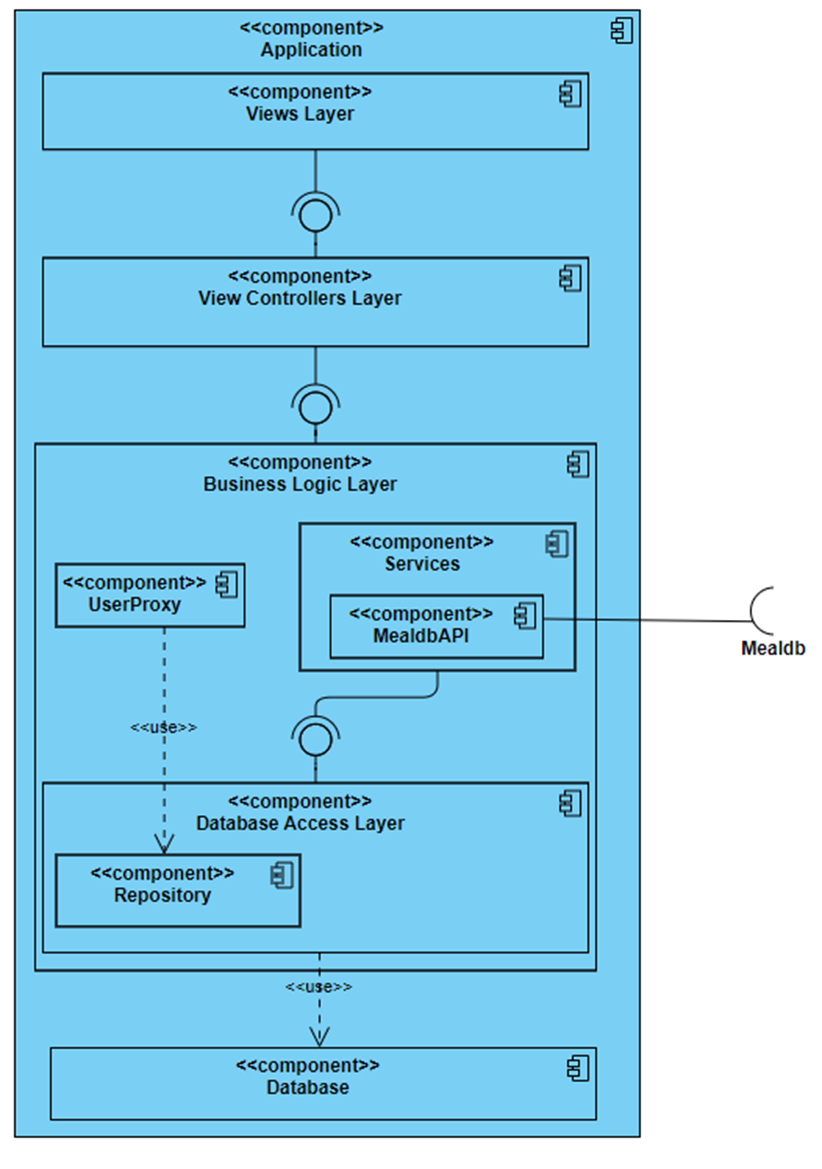 <<component>>
Application
<<component>>
Views Layer
<<component>>
View Controllers Layer
<<component>>
Business Logic Layer
<<component>>
Services
<<component>>
UserProxy
<<component>>
MealdbAPI
Mealdb
<<use>>
<<component>>
Database Access Layer
<<component>>
Repository
<<use>>
<<component>>
Database